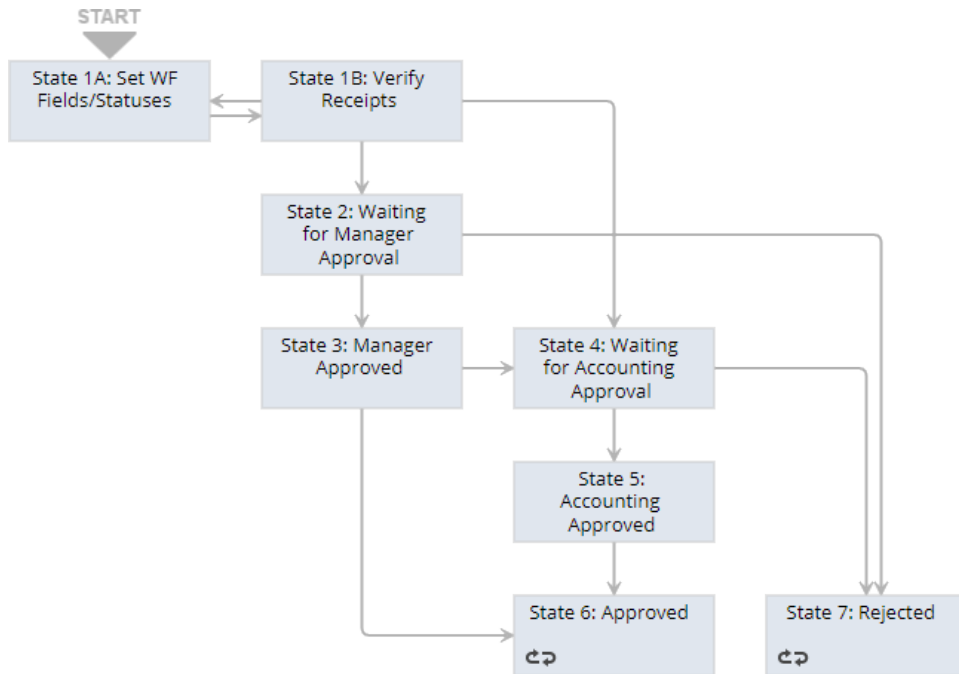 START
State 1A: Set WF
Fields/Statuses
State 1B: Verify
Receipts
State 2: Waiting
for Manager
Approval
State 3: Manager
Approved
State 4: Waiting
for Accounting
Approval
State 5:
Accounting
Approved
State 6: Approved
State 7: Rejected